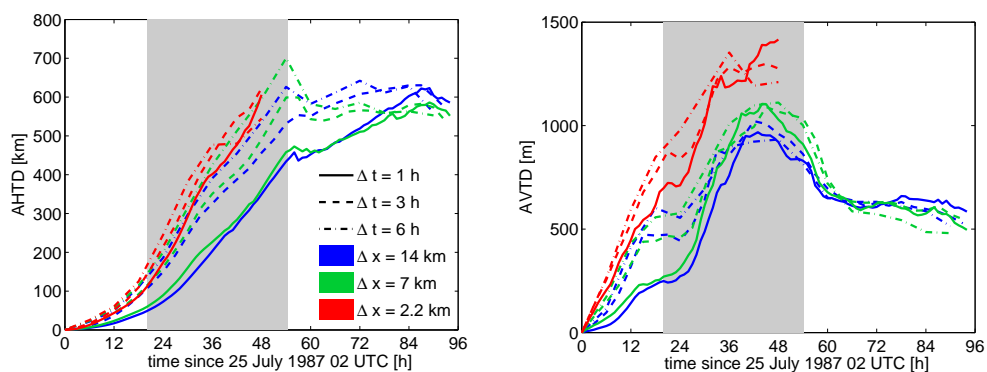 800
700
600
500
400
300
200
100
0
AHTD [km]
0 12 24 36 48 60 72 84 96
time since 25 July 1987 02 UTC [h]
Δ t = 1 h
Δ t = 3 h
Δ t = 6 h
Δ x = 14 km
Δ x = 7 km
Δ x = 2.2 km
1500
1000
500
0
AVTD [m]
0 12 24 36 48 60 72 84 96
time since 25 July 1987 02 UTC [h]